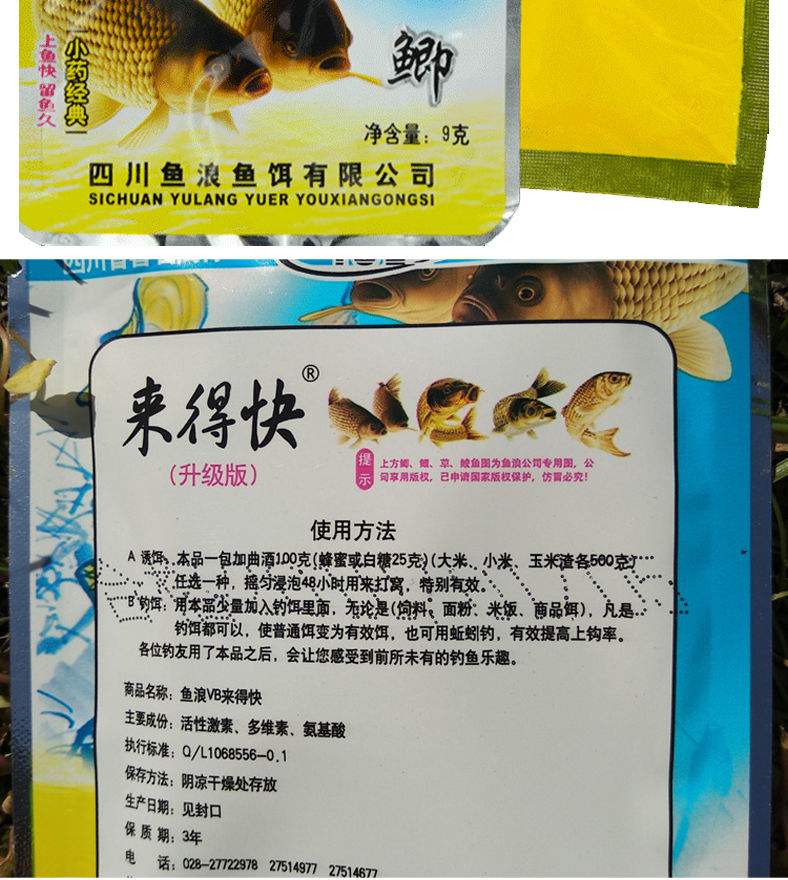 上鱼快 留鱼久
小药经典
鲫
净含量：9克
四川鱼浪鱼饵有限公司
SICHUAN YULANG YUER YOUXIANGONGSI
来得快®
（升级版）
提示
上方鲫、鲤、草、鲮鱼图为鱼浪公司专用图，公
司享用版权，已申请国家版权保护，仿冒必究！
使用方法
A 诱饵：本品一包加曲酒100克(蜂蜜或白糖25克)(大米、小米、玉米渣各500克)
任选一种，摇匀浸泡48小时用来打窝，特别有效。
B 钓饵：用本品少量加入钓饵里面，无论是(饲料、面粉、米饭、商品饵)，凡是
钓饵都可以，使普通饵变为有效饵，也可用蚯蚓钓，有效提高上钩率。
各位钓友用了本品之后，会让您感受到前所未有的钓鱼乐趣。
商品名称：鱼浪VB来得快
主要成份：活性激素、多维素、氨基酸
执行标准：Q/L1068556-0.1
保存方法：阴凉干燥处存放
生产日期：见封口
保 质 期：3年
电 话：028-27722978 27514977 27514677